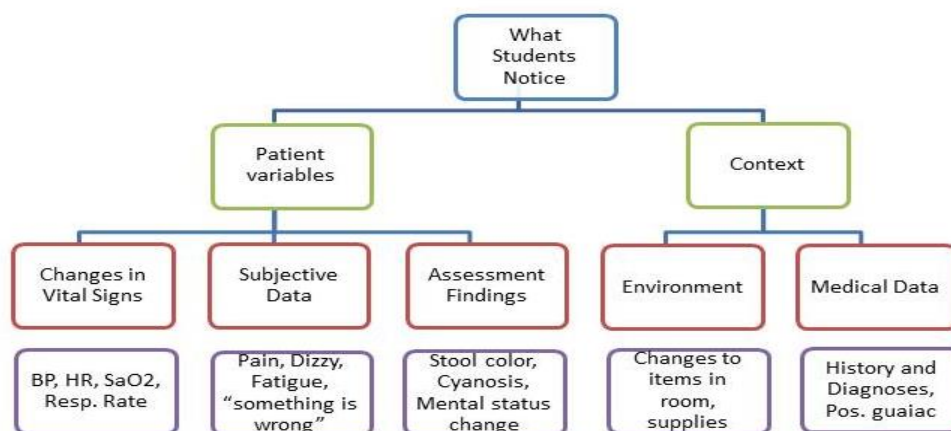 What
Students
Notice
Patient
variables
Context
Changes in
Vital Signs
Subjective
Data
Assessment
Findings
Environment
Medical Data
BP, HR, SaO2,
Resp. Rate
Pain, Dizzy,
Fatigue,
“something is
wrong”
Stool color,
Cyanosis,
Mental status
change
Changes to
items in
room,
supplies
History and
Diagnoses,
Pos. guaiac